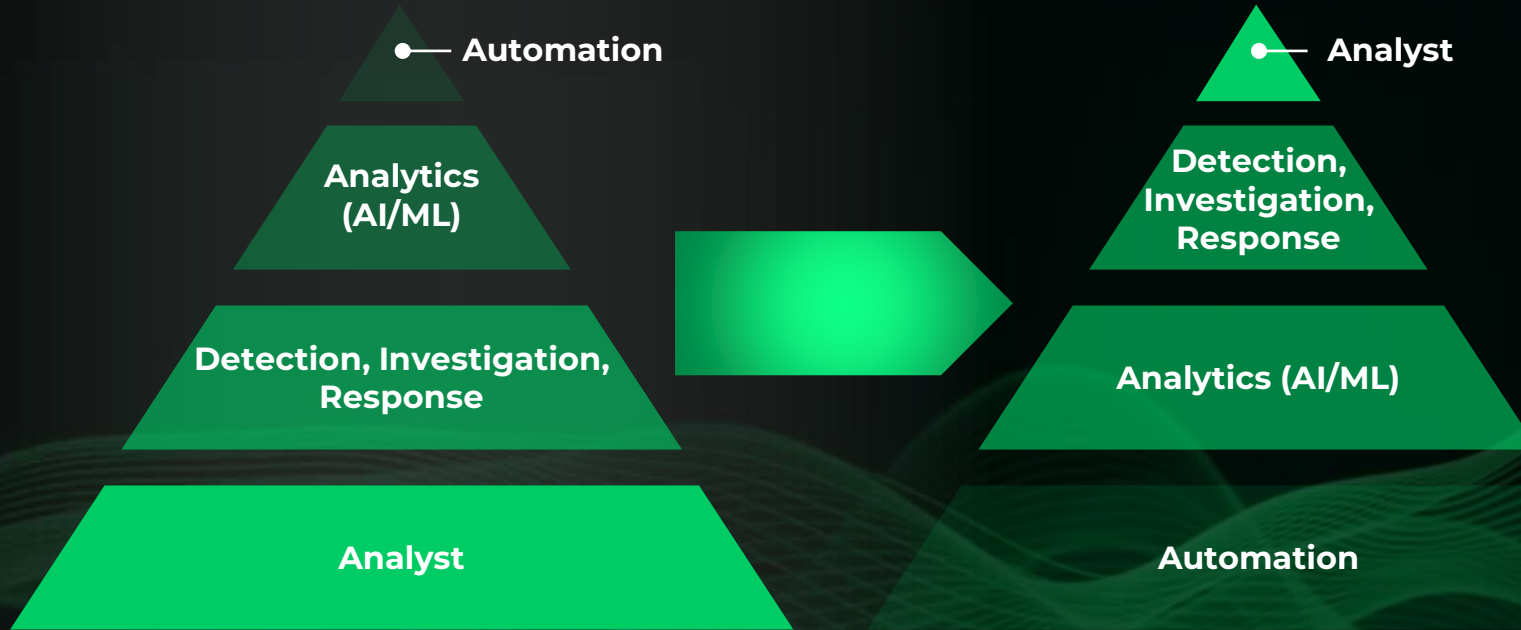 Automation
Analytics
(AI/ML)
Detection, Investigation,
Response
Analyst
Analyst
Detection,
Investigation,
Response
Analytics (AI/ML)
Automation